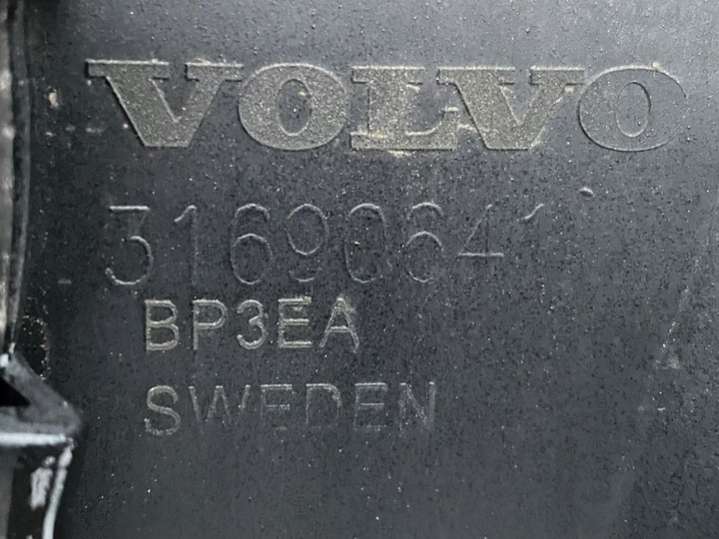 VOLVO
31690641
BP3EA
SWEDEN